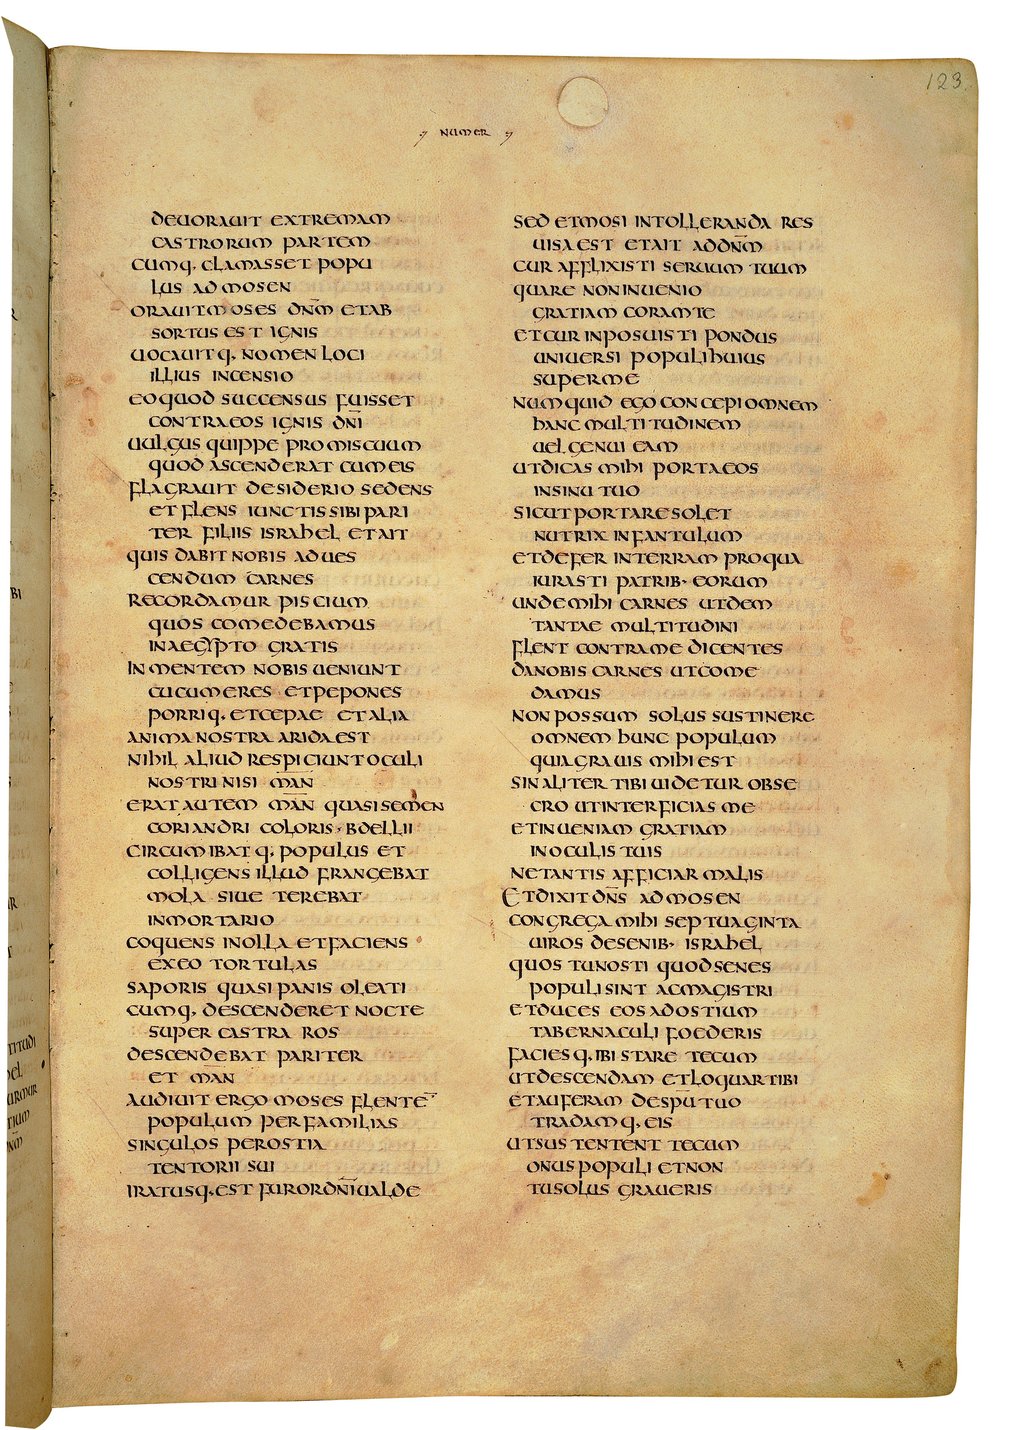 123
NUMER
DEUORAUIT EXTREMAM
CASTRORUM PARTEM
CUMQ· CLAMASSET POPU
LUS AD MOSEN
ORAUIT MOSES DN̄M ET AB
SORTUS EST IGNIS
UOCAUITQ· NOMEN LOCI
ILLIUS INCENSIO
EO QUOD SUCCENSUS FUISSET
CONTRA EOS IGNIS DN̄I
UULGUS QUIPPE PROMISCUUM
QUOD ASCENDERAT CUM EIS
FLAGRAUIT DESIDERIO SEDENS
ET FLENS IUNCTIS SIBI PARI
TER FILIIS ISRAHEL ET AIT
QUIS DABIT NOBIS AD UES
CENDUM CARNES
RECORDAMUR PISCIUM
QUOS COMEDEBAMUS
IN AEGYPTO GRATIS
IN MENTEM NOBIS UENIUNT
CUCUMERES ET PEPONES
PORRIQ· ET CEPAE ET ALIA
ANIMA NOSTRA ARIDA EST
NIHIL ALIUD RESPICIUNT OCULI
NOSTRI NISI MĀN
ERAT AUTEM MĀN QUASI SEMEN
CORIANDRI COLORIS· BDELLII
CIRCUMIBATQ· POPULUS ET
COLLIGENS ILLUD FRANGEBAT
MOLA SIUE TEREBAT
IN MORTARIO
COQUENS IN OLLA ET FACIENS
EX EO TORTULAS
SAPORIS QUASI PANIS OLEATI
CUMQ· DESCENDERET NOCTE
SUPER CASTRA ROS
DESCENDEBAT PARITER
ET MĀN
AUDIUIT ERGO MOSES FLENTE¯
POPULUM PER FAMILIAS
SINGULOS PER OSTIA
TENTORII SUI
IRATUSQ· EST FUROR DN̄I UALDE
SED ET MOSI INTOLLERANDA RES
UISA EST ET AIT AD DN̄M
CUR AFFLIXISTI SERUUM TUUM
QUARE NON INUENIO
GRATIAM CORAM TE
ET CUR INPOSUISTI PONDUS
UNIUERSI POPULI HUIUS
SUPER ME
NUMQUID EGO CONCEPI OMNEM
HANC MULTITUDINEM
UEL GENUI EAM
UT DICAS MIHI PORTA EOS
IN SINU TUO
SICUT PORTARE SOLET
NUTRIX INFANTULUM
ET DEFER IN TERRAM PRO QUA
IURASTI PATRIB· EORUM
UNDE MIHI CARNES UT DEM
TANTAE MULTITUDINI
FLENT CONTRA ME DICENTES
DA NOBIS CARNES UT COME
DAMUS
NON POSSUM SOLUS SUSTINERE
OMNEM HUNC POPULUM
QUIA GRAUIS MIHI EST
SIN ALITER TIBI UIDETUR OBSE
CRO UT INTERFICIAS ME
ET INUENIAM GRATIAM
IN OCULIS TUIS
NE TANTIS AFFICIAR MALIS
ET DIXIT DN̄S AD MOSEN
CONGREGA MIHI SEPTUAGINTA
UIROS DE SENIB· ISRAHEL
QUOS TU NOSTI QUOD SENES
POPULI SINT AC MAGISTRI
ET DUCES EOS AD OSTIUM
TABERNACULI FOEDERIS
FACIESQ· IBI STARE TECUM
UT DESCENDAM ET LOQUAR TIBI
ET AUFERAM DE SPŪ TUO
TRADAMQ· EIS
UT SUSTENTENT TECUM
ONUS POPULI ET NON
TU SOLUS GRAUERIS